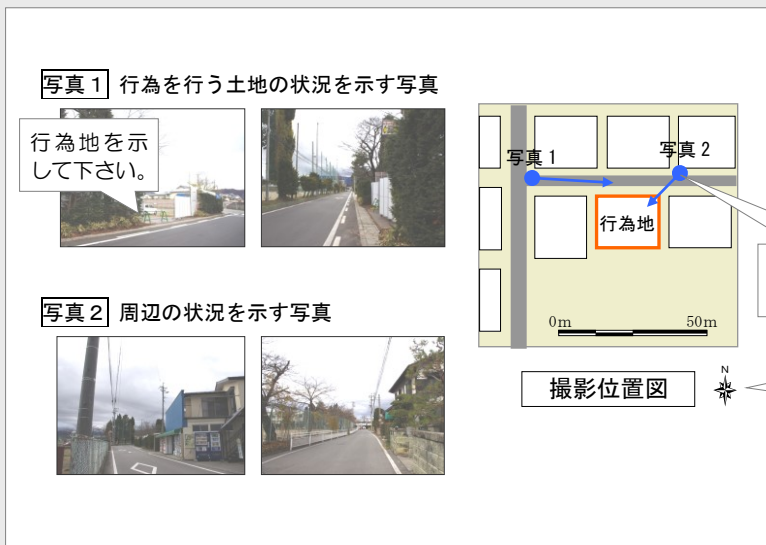 写真１ 行為を行う土地の状況を示す写真
行為地を示
して下さい。
写真２ 周辺の状況を示す写真
写真１
写真２
行為地
0m 50m
撮影位置図
N